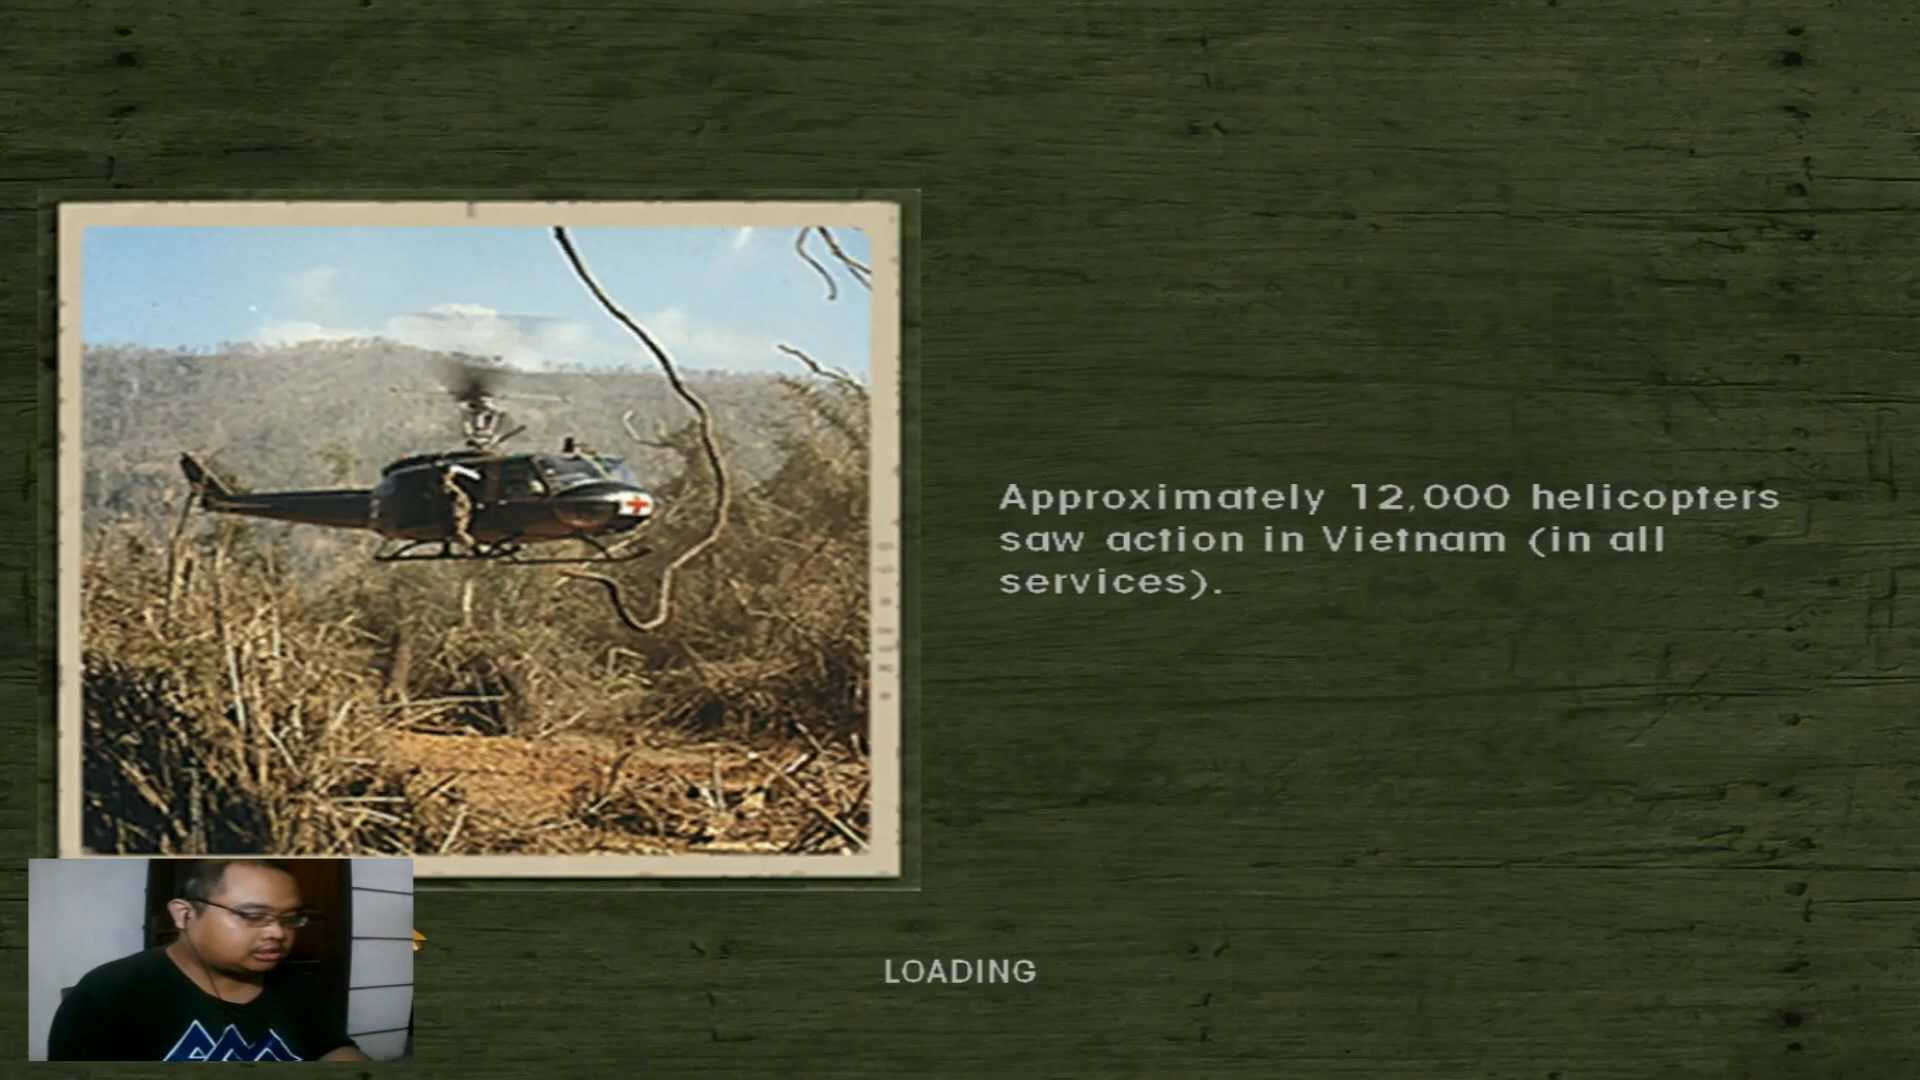 Approximately 12,000 helicopters
saw action in Vietnam (in all
services).
LOADING